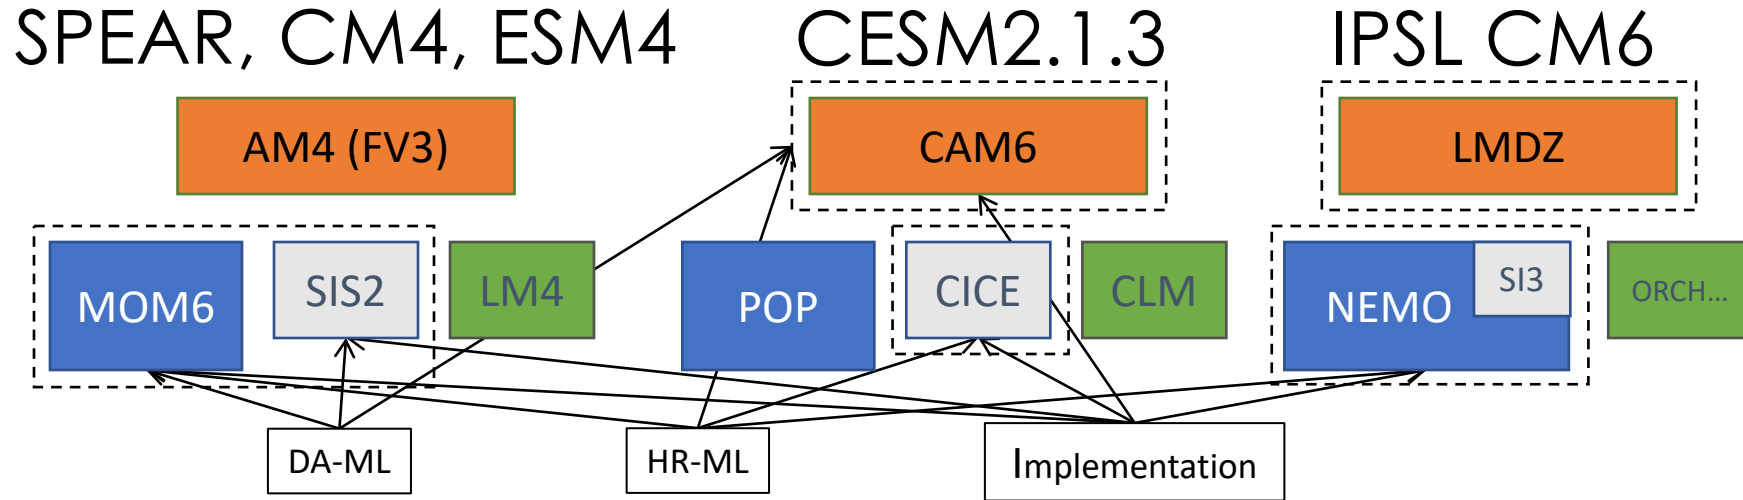 SPEAR, CM4, ESM4
CESM2.1.3
IPSL CM6
AM4 (FV3)
CAM6
LMDZ
MOM6
SIS2
LM4
POP
CICE
CLM
NEMO
SI3
ORCH...
DA-ML
HR-ML
Implementation